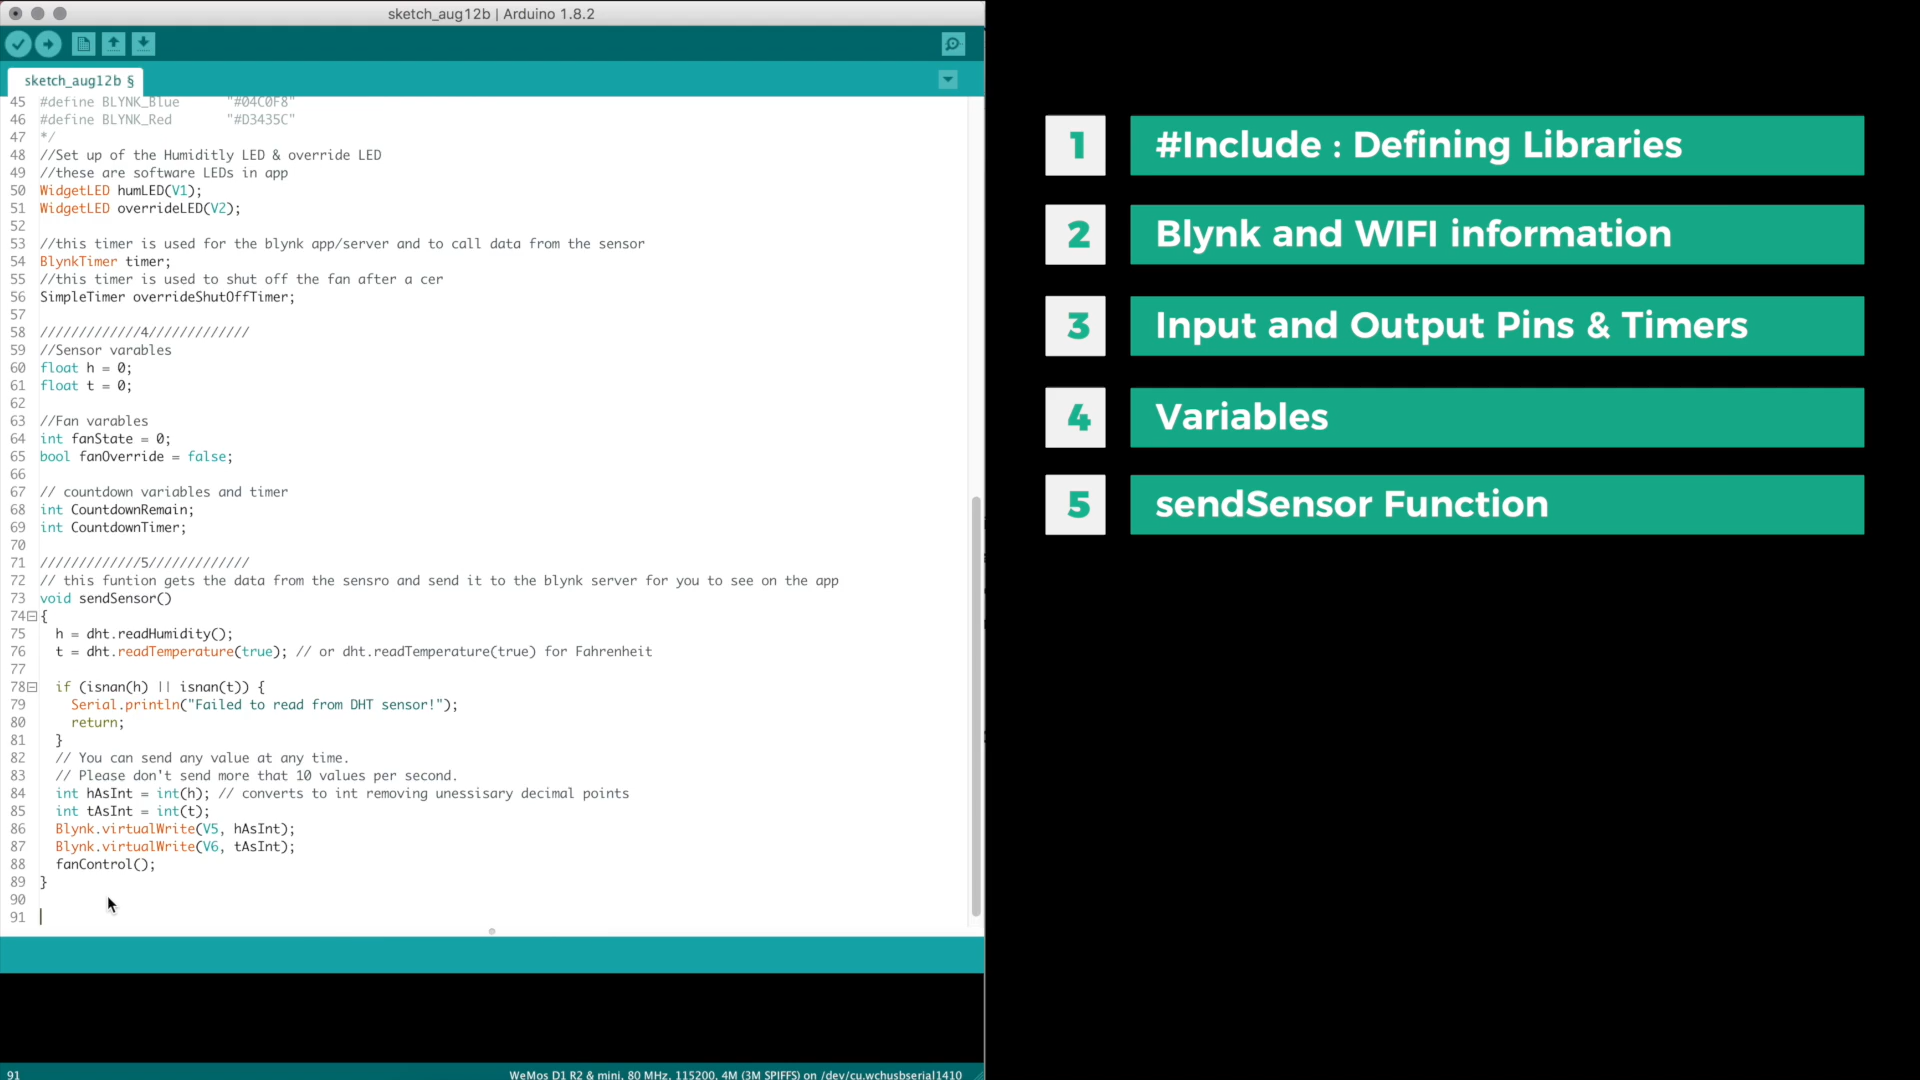 sketch_aug12b | Arduino 1.8.2
sketch_aug12b §
45 #define BLYNK_Blue "#04C0F8"
46 #define BLYNK_Red "#D3435C"
47 */
48 //Set up of the Humiditly LED & override LED
49 //these are software LEDs in app
50 WidgetLED humLED(V1);
51 WidgetLED overrideLED(V2);
52
53 //this timer is used for the blynk app/server and to call data from the sensor
54 BlynkTimer timer;
55 //this timer is used to shut off the fan after a cer
56 SimpleTimer overrideShutOffTimer;
57
58 /////////////4/////////////
59 //Sensor varables
60 float h = 0;
61 float t = 0;
62
63 //Fan varables
64 int fanState = 0;
65 bool fanOverride = false;
66
67 // countdown variables and timer
68 int CountdownRemain;
69 int CountdownTimer;
70
71 /////////////5/////////////
72 // this funtion gets the data from the sensro and send it to the blynk server for you to see on the app
73 void sendSensor()
74 {
75 h = dht.readHumidity();
76 t = dht.readTemperature(true); // or dht.readTemperature(true) for Fahrenheit
77
78 if (isnan(h) || isnan(t)) {
79 Serial.println("Failed to read from DHT sensor!");
80 return;
81 }
82 // You can send any value at any time.
83 // Please don't send more that 10 values per second.
84 int hAsInt = int(h); // converts to int removing unessisary decimal points
85 int tAsInt = int(t);
86 Blynk.virtualWrite(V5, hAsInt);
87 Blynk.virtualWrite(V6, tAsInt);
88 fanControl();
89 }
90
91
91 WeMos D1 R2 & mini, 80 MHz, 115200, 4M (3M SPIFFS) on /dev/cu.wchusbserial1410
1 #Include : Defining Libraries
2 Blynk and WIFI information
3 Input and Output Pins & Timers
4 Variables
5 sendSensor Function